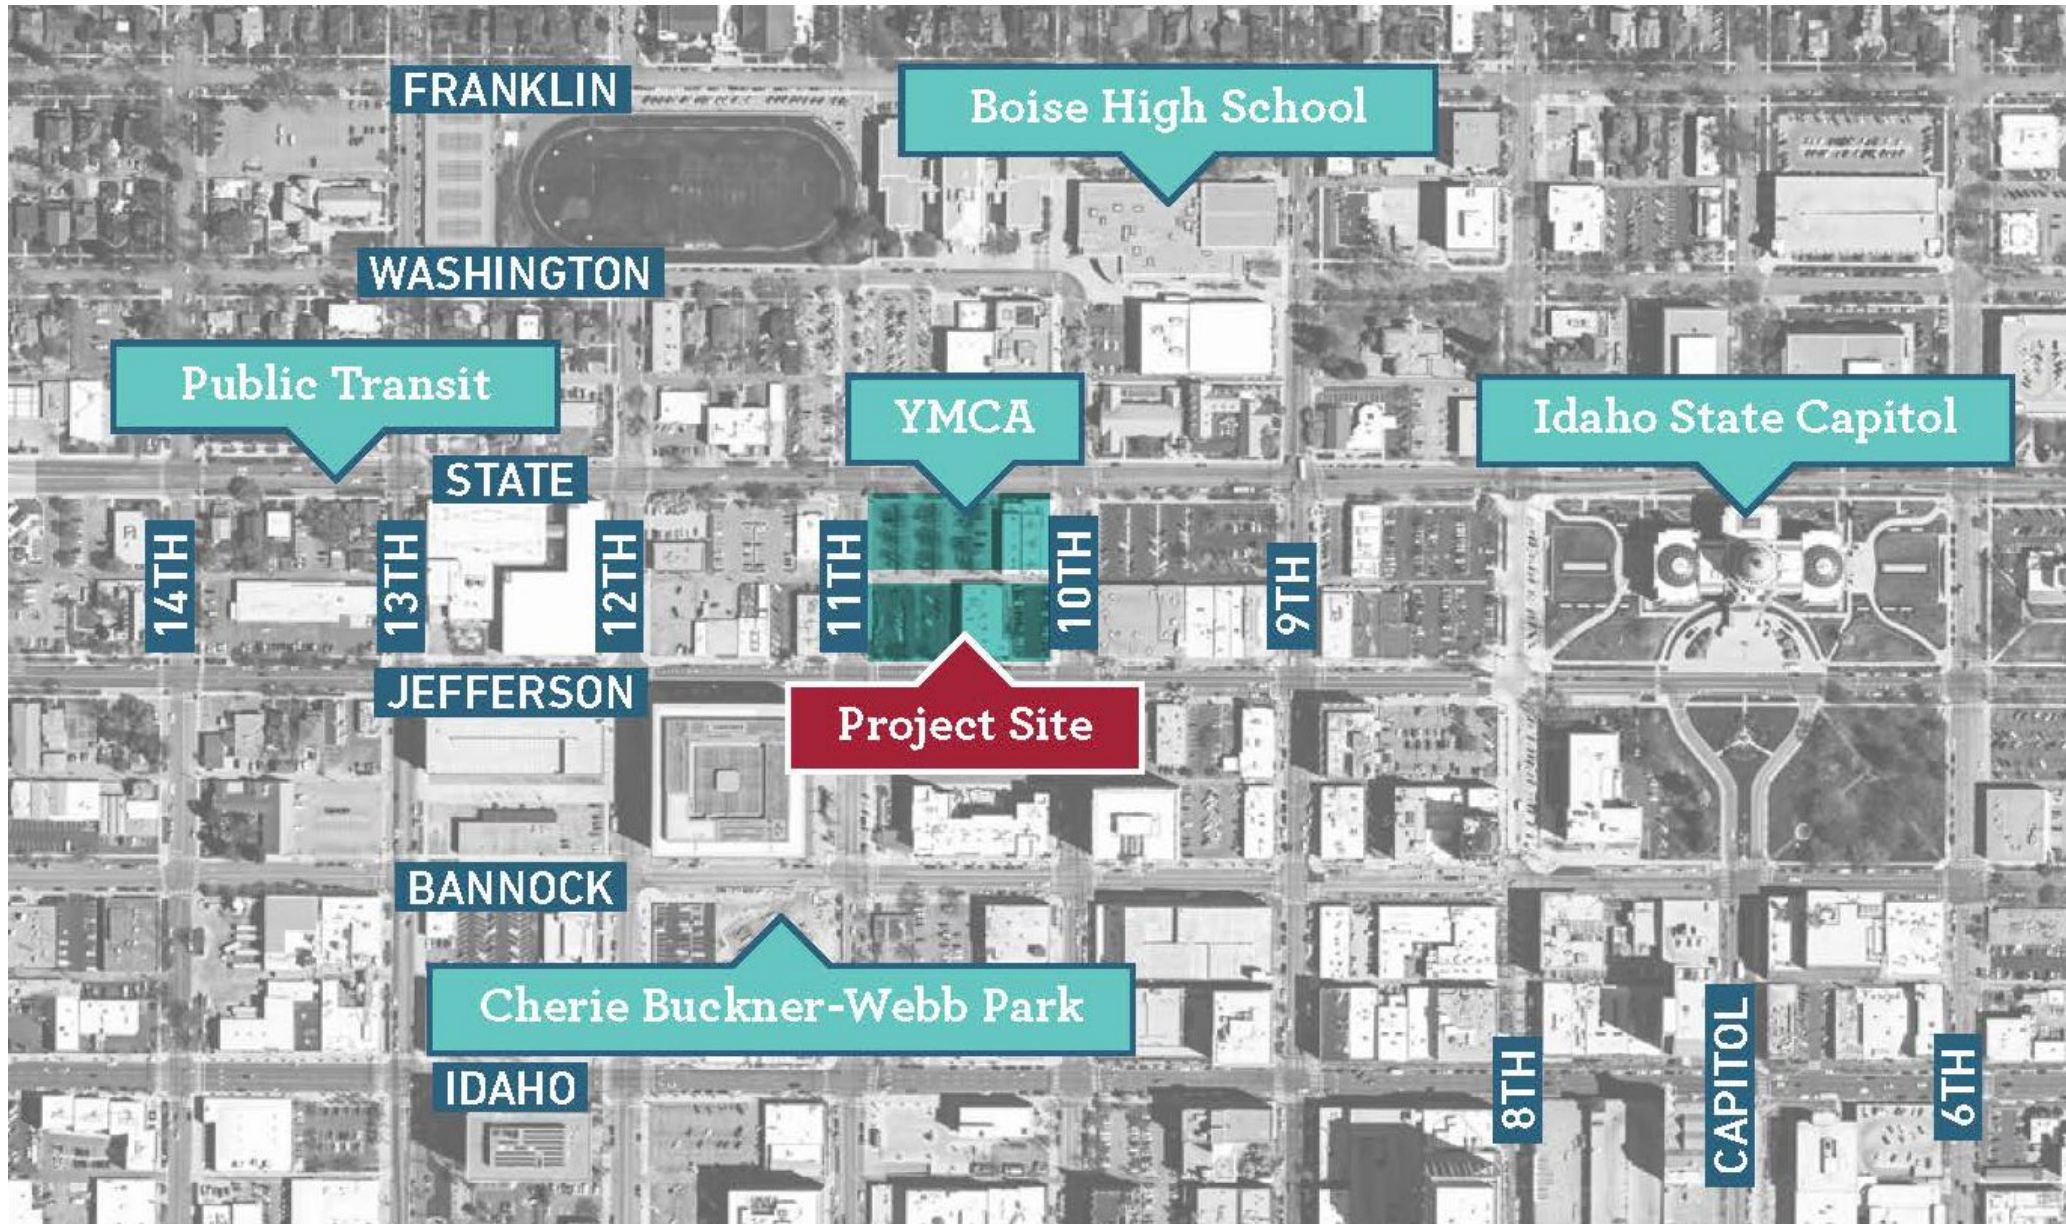 FRANKLIN
Boise High School
WASHINGTON
Public Transit
YMCA
Idaho State Capitol
STATE
14TH
13TH
12TH
11TH
10TH
9TH
JEFFERSON
Project Site
BANNOCK
Cherie Buckner-Webb Park
IDAHO
8TH
CAPITOL
6TH